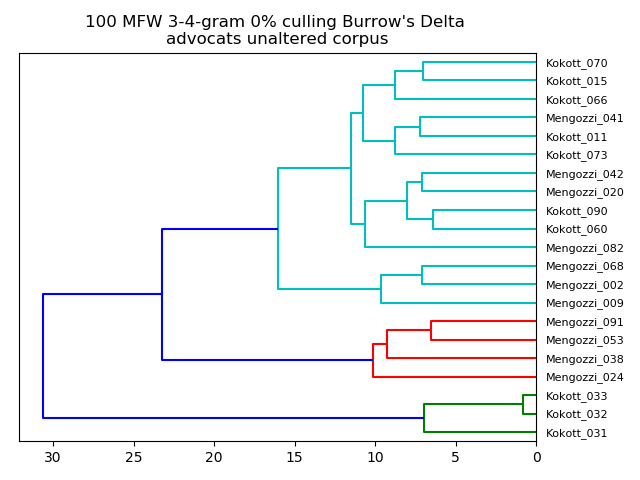 100 MFW 3-4-gram 0% culling Burrow's Delta
advocats unaltered corpus
Kokott_070
Kokott_015
Kokott_066
Mengozzi_041
Kokott_011
Kokott_073
Mengozzi_042
Mengozzi_020
Kokott_090
Kokott_060
Mengozzi_082
Mengozzi_068
Mengozzi_002
Mengozzi_009
Mengozzi_091
Mengozzi_053
Mengozzi_038
Mengozzi_024
Kokott_033
Kokott_032
Kokott_031
30 25 20 15 10 5 0